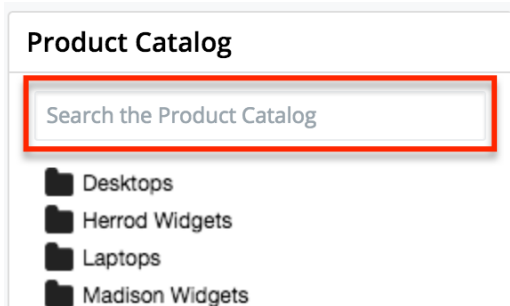 Product Catalog
Search the Product Catalog
Desktops
Herrod Widgets
Laptops
Madison Widgets